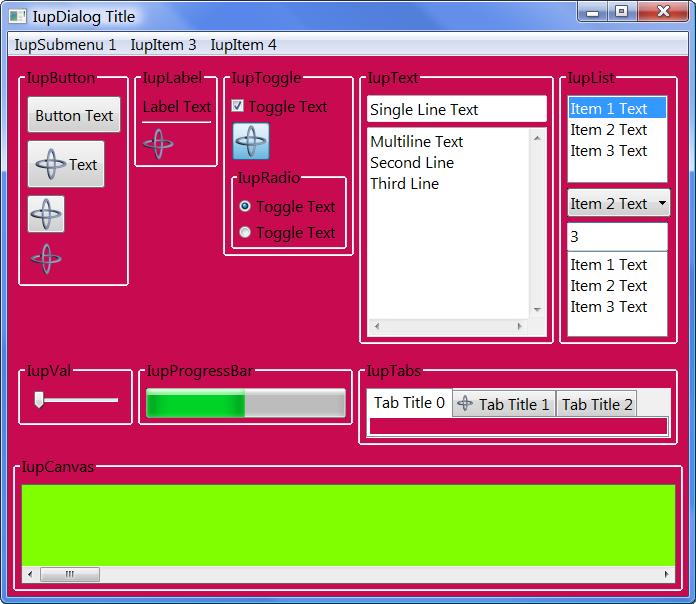 IupDialog Title
IupSubmenu 1 IupItem 3 IupItem 4
IupButton
Button Text
Text
IupLabel
Label Text
IupToggle
Toggle Text
IupRadio
Toggle Text
Toggle Text
IupText
Single Line Text
Multiline Text
Second Line
Third Line
IupList
Item 1 Text
Item 2 Text
Item 3 Text
Item 2 Text
3
Item 1 Text
Item 2 Text
Item 3 Text
IupVal
IupProgressBar
IupTabs
Tab Title 0 Tab Title 1 Tab Title 2
IupCanvas